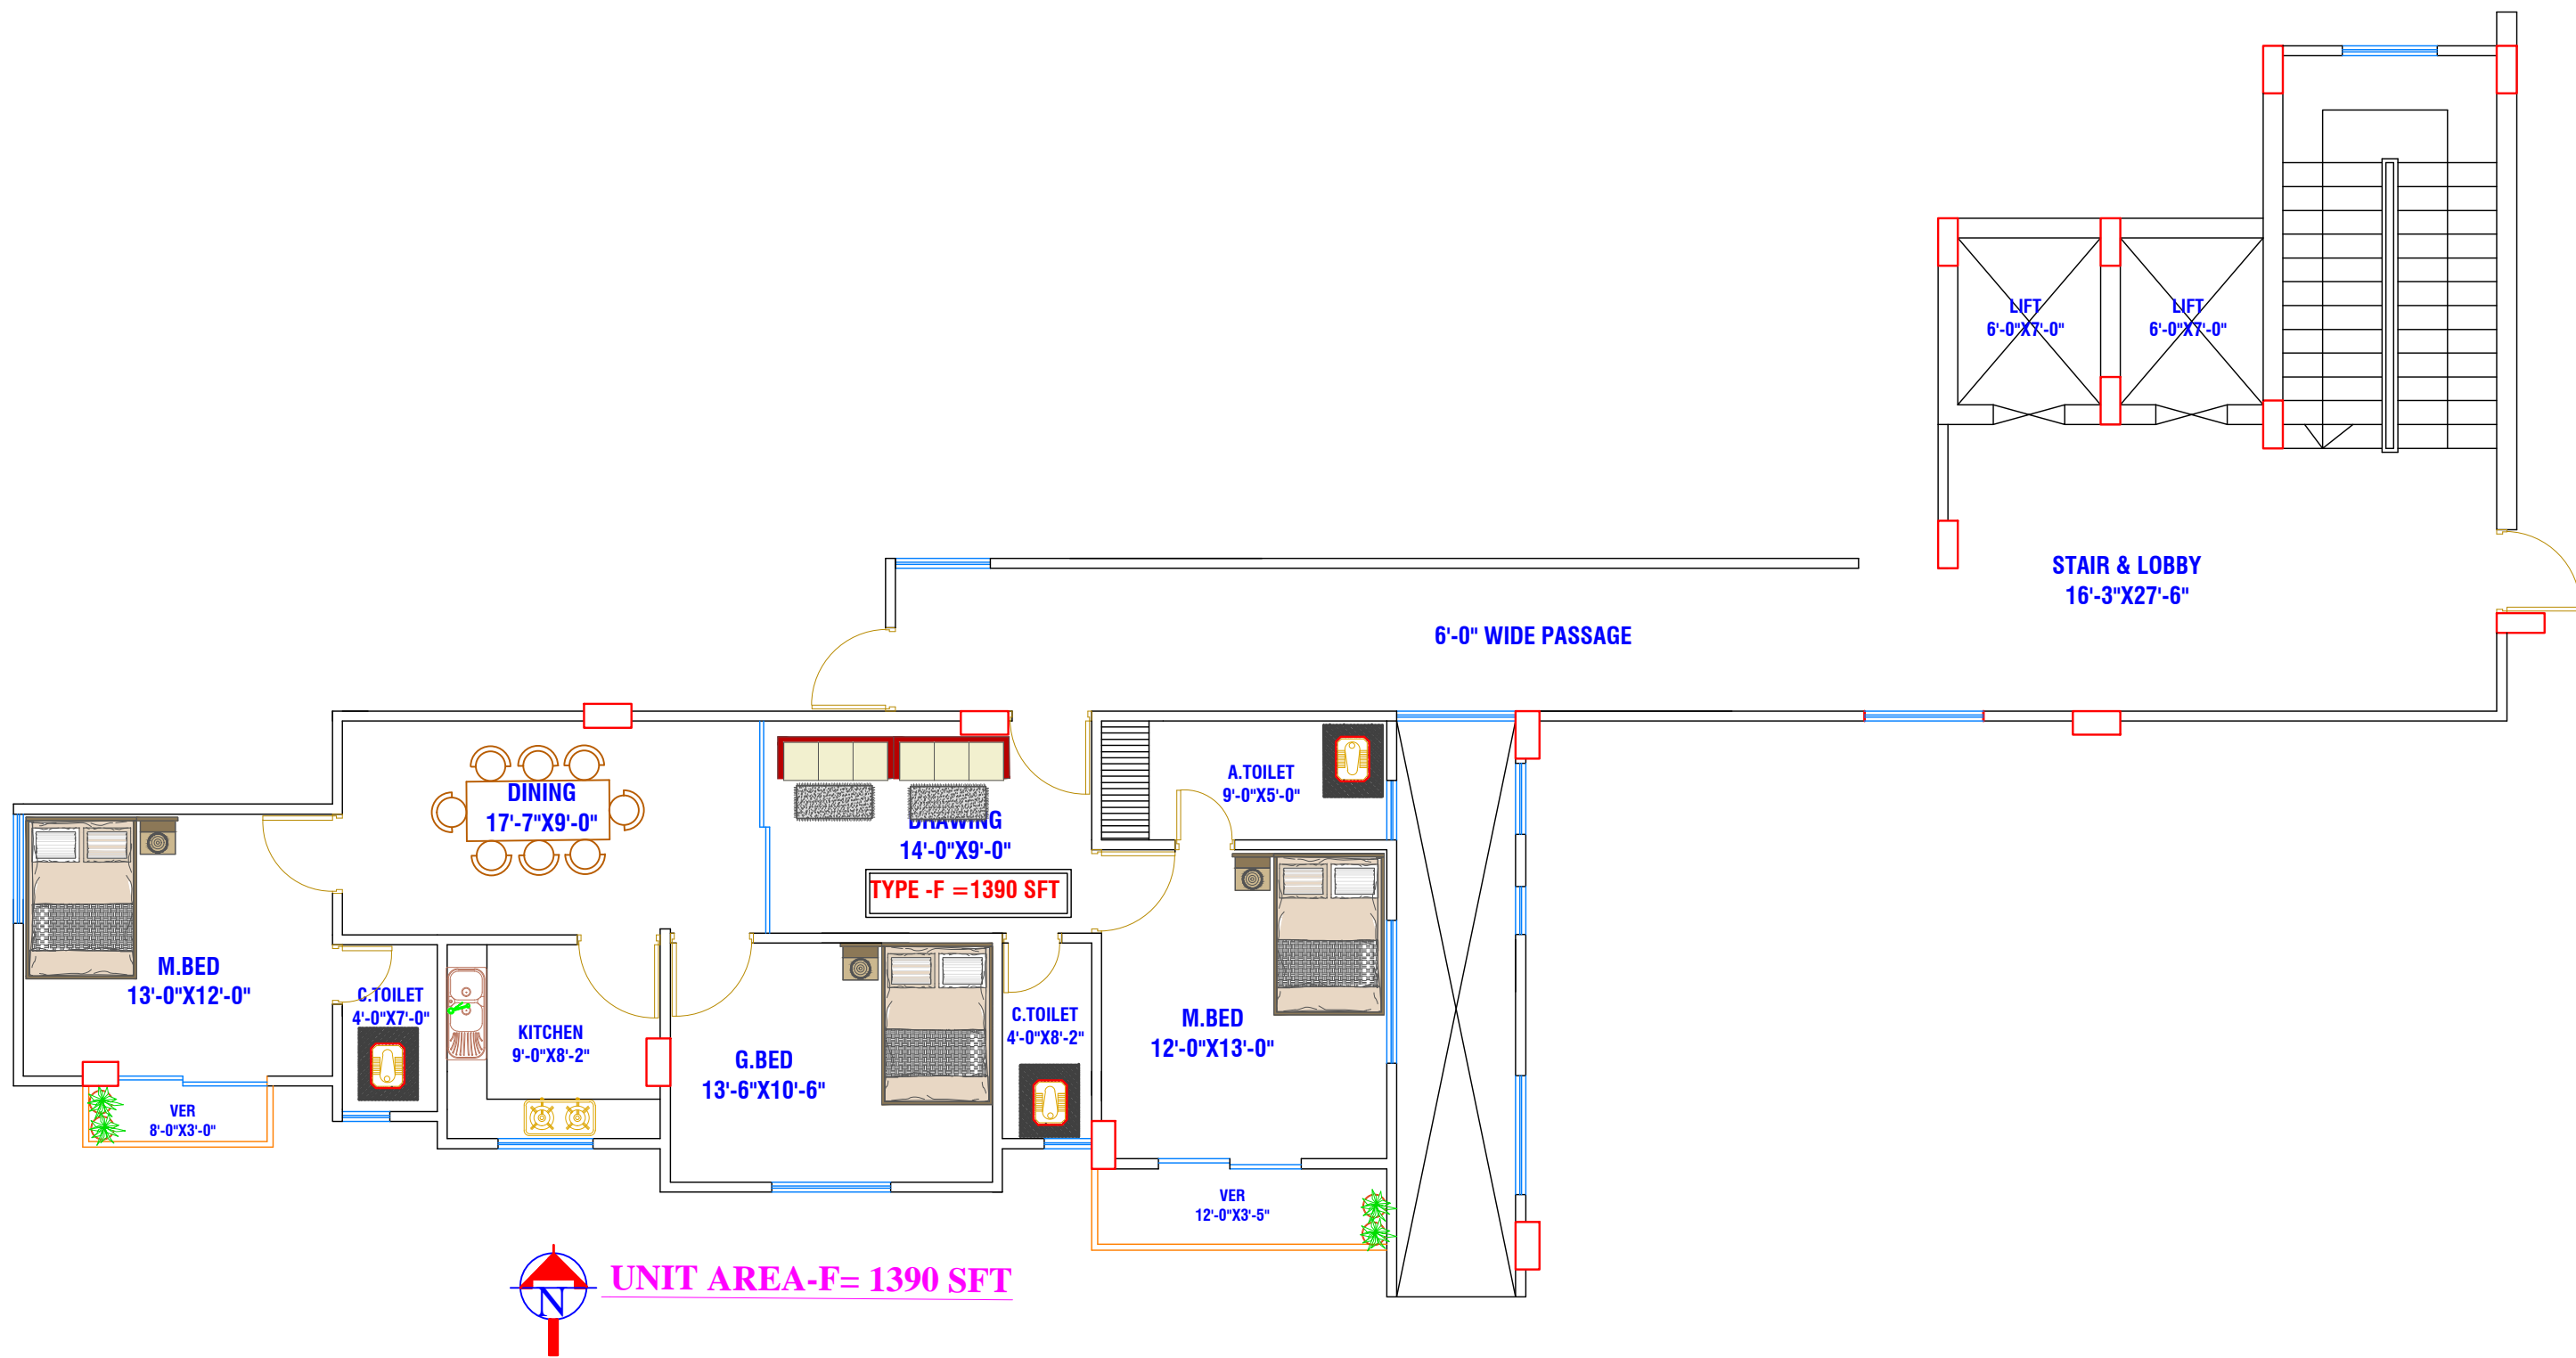 LIFT
6'-0"X7'-0"
LIFT
6'-0"X7'-0"
STAIR & LOBBY
16'-3"X27'-6"
6'-0" WIDE PASSAGE
DINING
17'-7"X9'-0"
DRAWING
14'-0"X9'-0"
TYPE -F =1390 SFT
A.TOILET
9'-0"X5'-0"
M.BED
13'-0"X12'-0"
C.TOILET
4'-0"X7'-0"
KITCHEN
9'-0"X8'-2"
G.BED
13'-6"X10'-6"
C.TOILET
4'-0"X8'-2"
M.BED
12'-0"X13'-0"
VER
8'-0"X3'-0"
VER
12'-0"X3'-5"
N
UNIT AREA-F= 1390 SFT